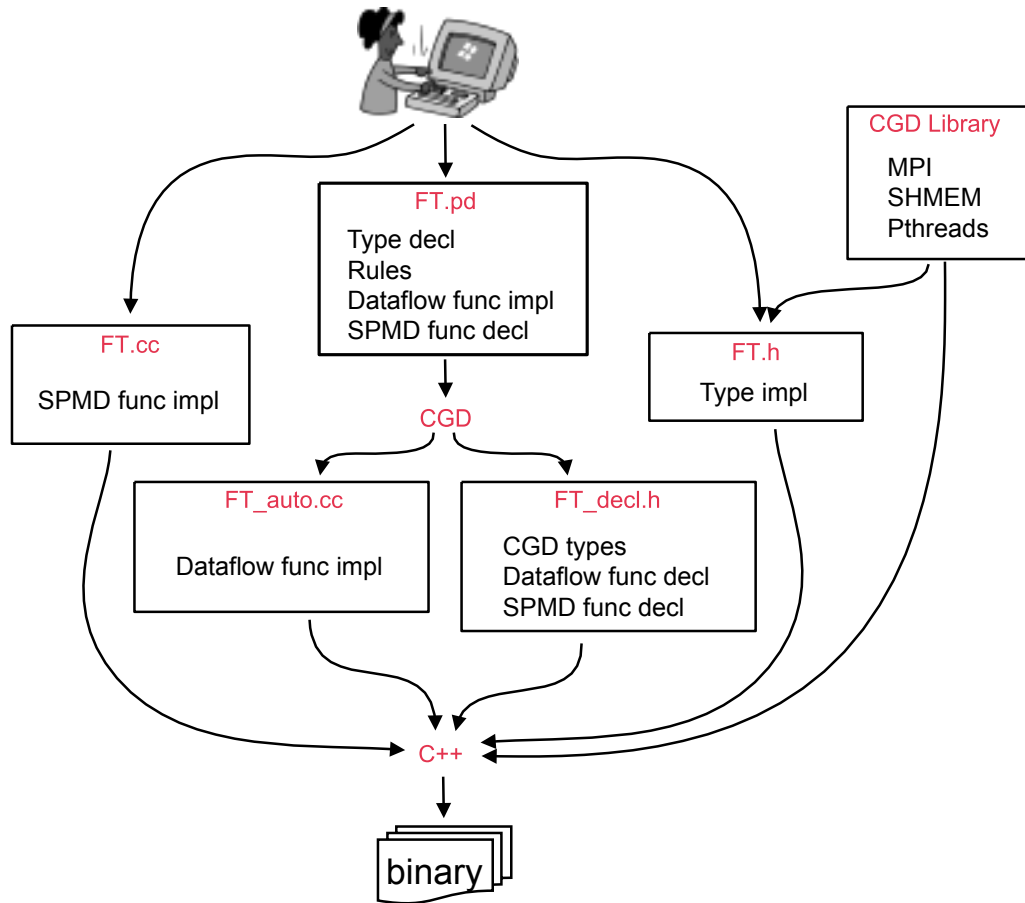 CGD Library
MPI
SHMEM
Pthreads
FT.pd
Type decl
Rules
Dataflow func impl
SPMD func decl
FT.cc
SPMD func impl
FT.h
Type impl
CGD
FT_auto.cc
Dataflow func impl
FT_decl.h
CGD types
Dataflow func decl
SPMD func decl
C++
binary